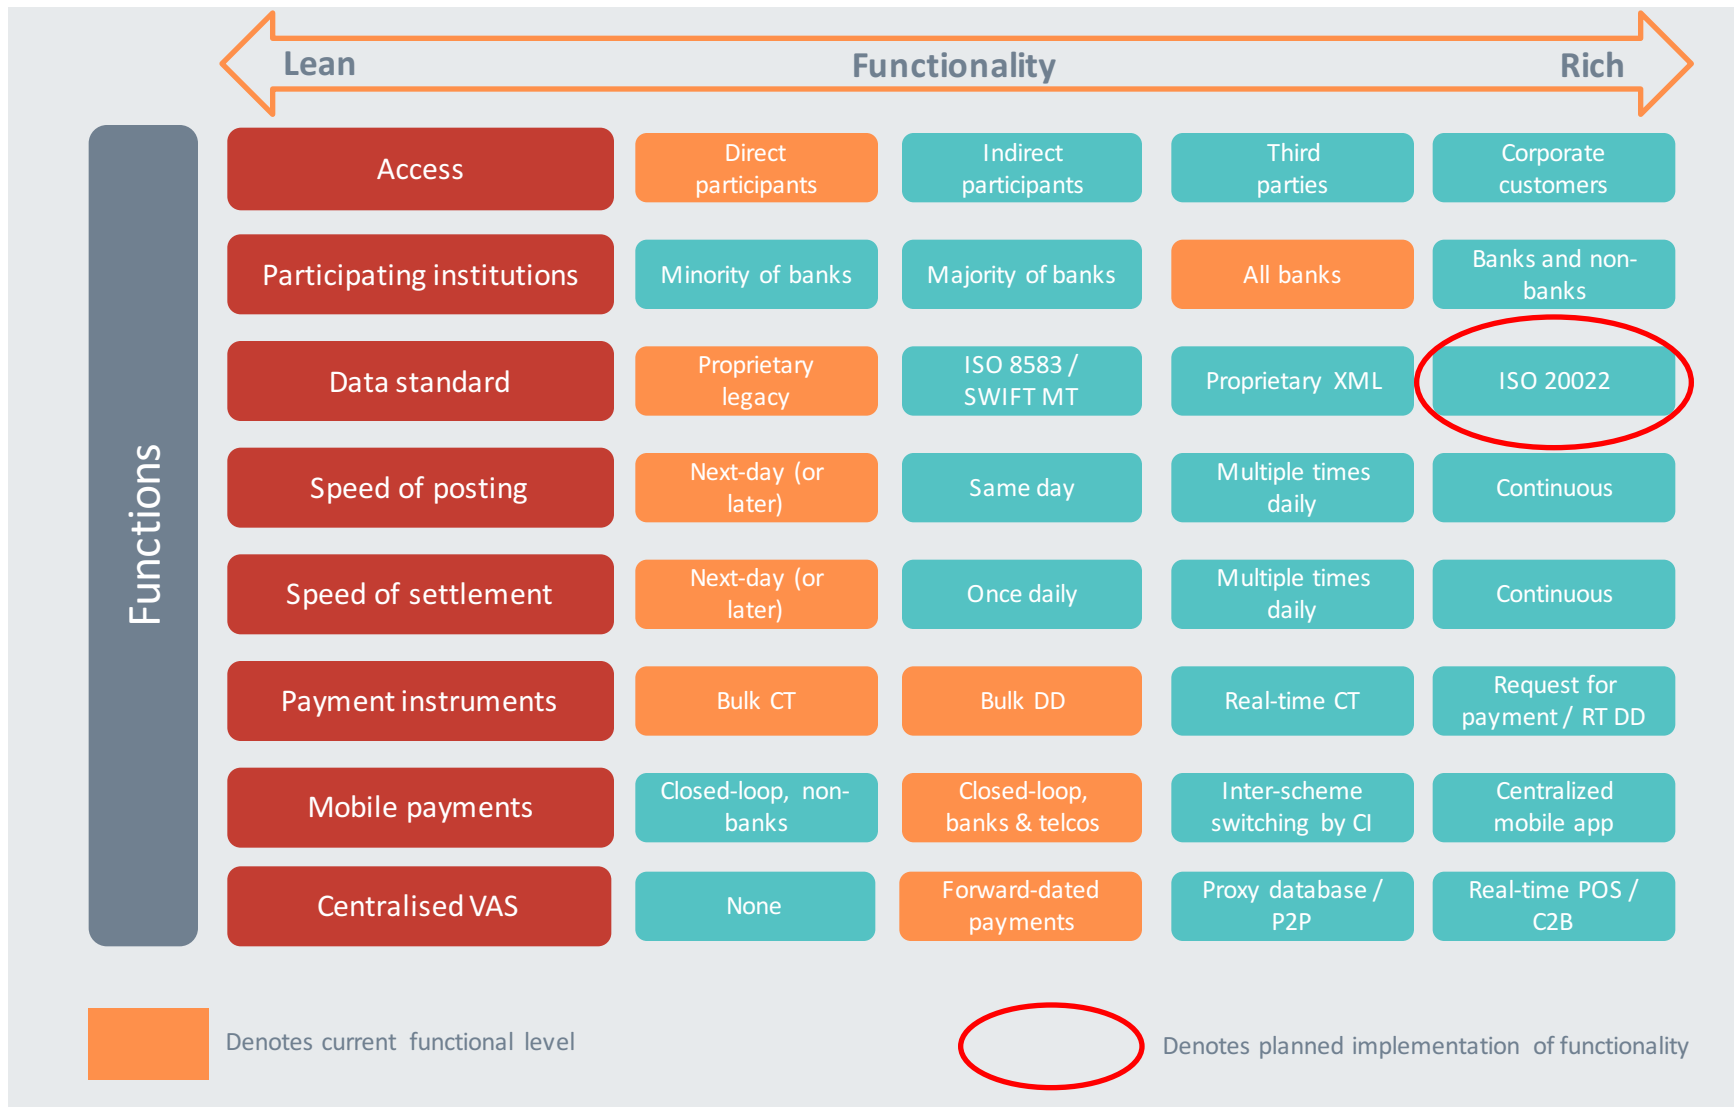 Lean Functionality Rich
Functions
Access
Direct
participants
Indirect
participants
Third
parties
Corporate
customers
Participating institutions
Minority of banks
Majority of banks
All banks
Banks and non-
banks
Data standard
Proprietary
legacy
ISO 8583 /
SWIFT MT
Proprietary XML
ISO 20022
Speed of posting
Next-day (or
later)
Same day
Multiple times
daily
Continuous
Speed of settlement
Next-day (or
later)
Once daily
Multiple times
daily
Continuous
Payment instruments
Bulk CT
Bulk DD
Real-time CT
Request for
payment / RT DD
Mobile payments
Closed-loop, non-
banks
Closed-loop,
banks & telcos
Inter-scheme
switching by CI
Centralized
mobile app
Centralised VAS
None
Forward-dated
payments
Proxy database /
P2P
Real-time POS /
C2B
Denotes current functional level
Denotes planned implementation of functionality